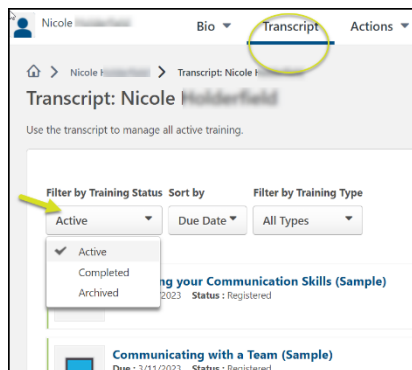 Nicole
Bio Transcript Actions
Nicole > Transcript: Nicole
Transcript: Nicole
Use the transcript to manage all active training.
Filter by Training Status Sort by Filter by Training Type
Active Due Date All Types
Active
Completed
Archived
ng your Communication Skills (Sample)
2023 Status : Registered
Communicating with a Team (Sample)
Due : 3/11/2023 Status : Registered